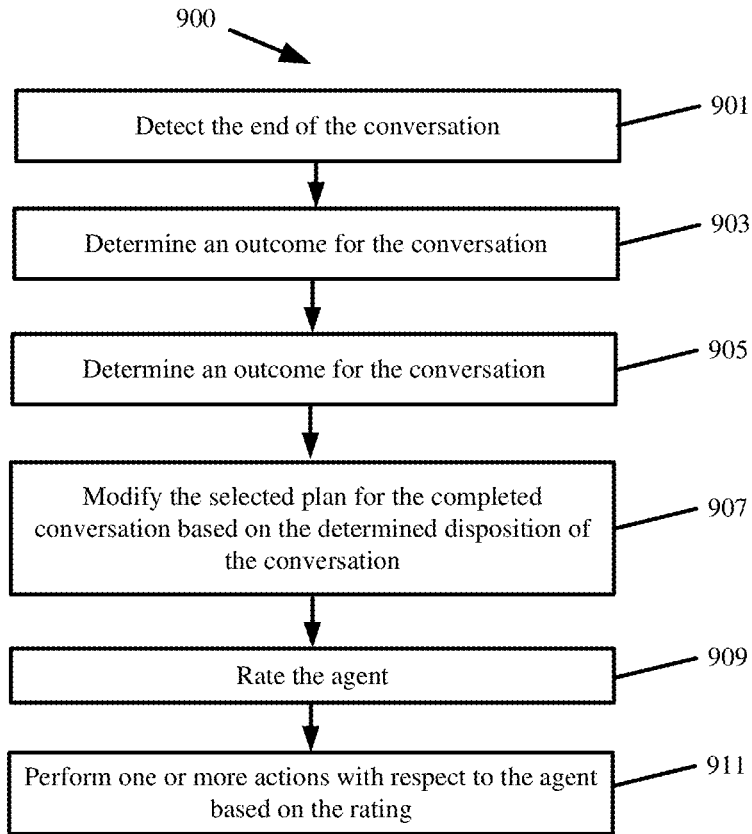 900
Detect the end of the conversation
901
Determine an outcome for the conversation
903
Determine an outcome for the conversation
905
Modify the selected plan for the completed
conversation based on the determined disposition of
the conversation
907
Rate the agent
909
Perform one or more actions with respect to the agent
based on the rating
911